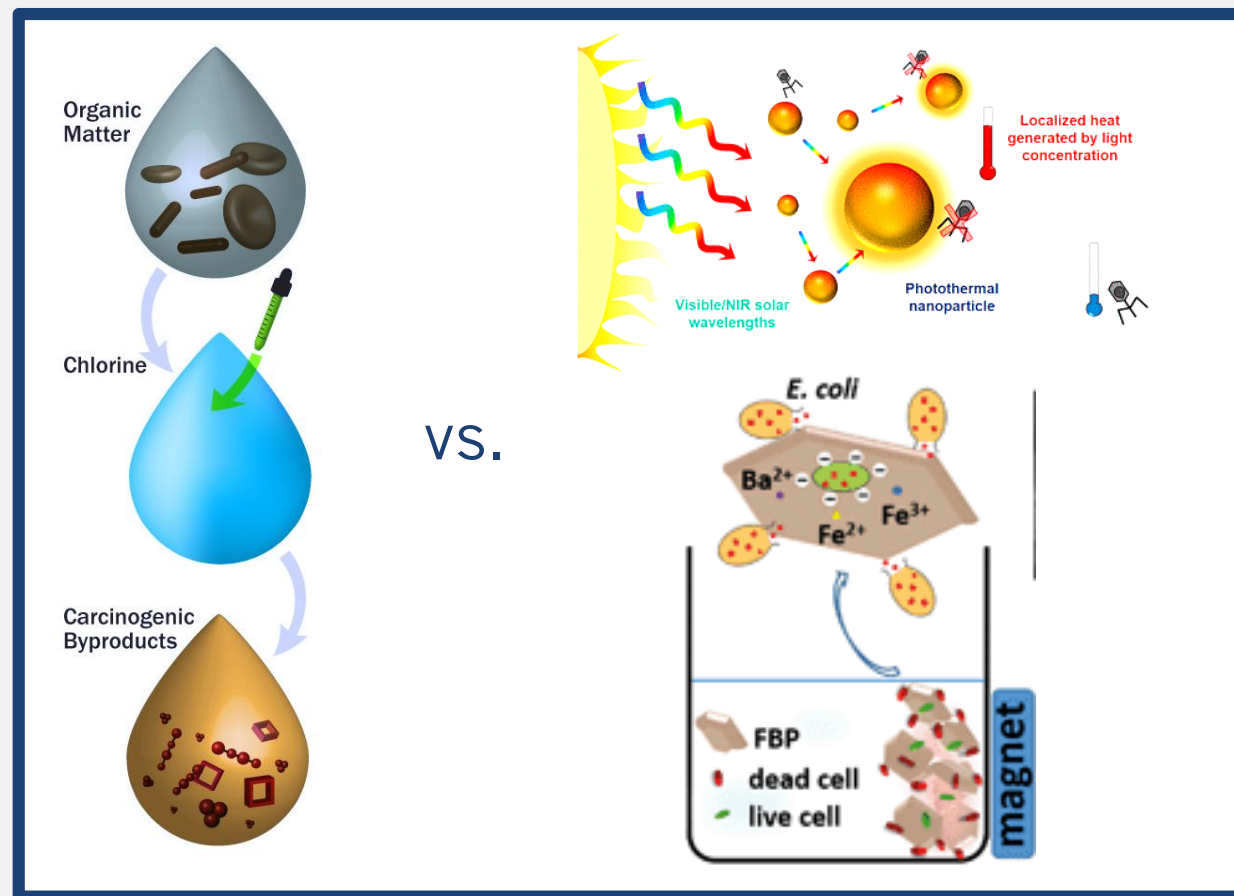 Organic
Matter
Chlorine
Carcinogenic
Byproducts
vs.
Localized heat
generated by light
concentration
Visible/NIR solar
wavelengths
Photothermal
nanoparticle
E. coli
Ba²⁺
Fe²⁺
Fe³⁺
FBP
dead cell
live cell
magnet